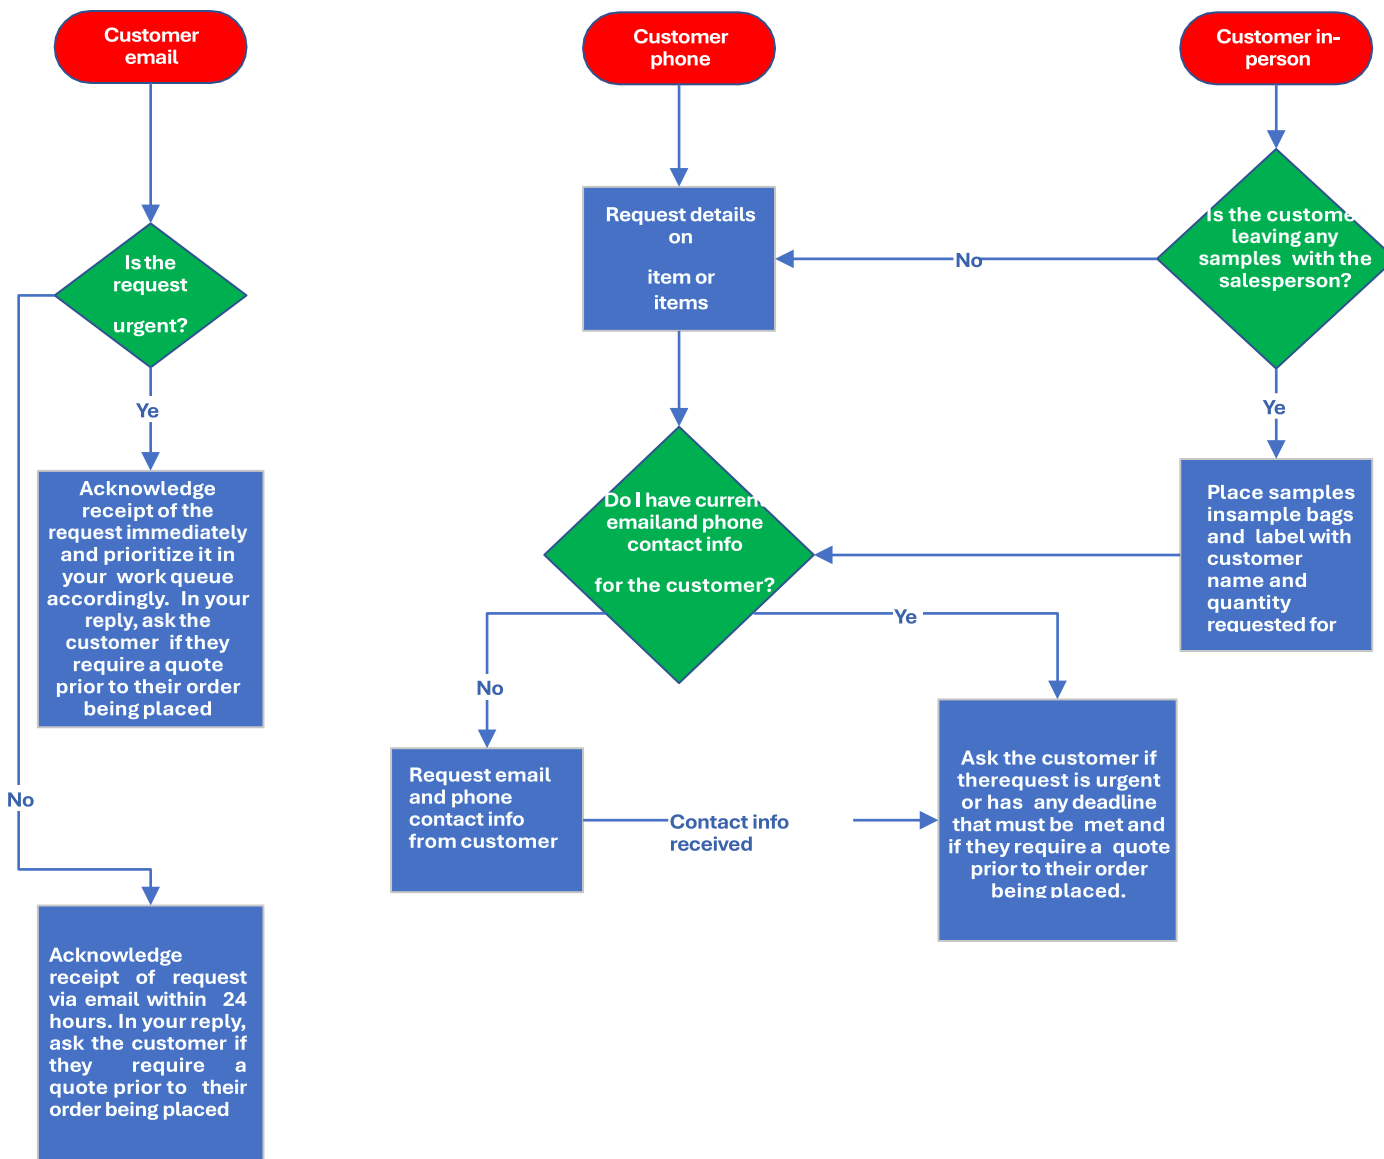 Customer
email
Customer
phone
Customer in-
person
Request details
on
item or
items
Is the custome
leaving any
samples with the
salesperson?
No
Is the
request
urgent?
Ye
Ye
Acknowledge
receipt of the
request immediately
and prioritize it in
your work queue
accordingly. In your
reply, ask the
customer if they
require a quote
prior to their order
being placed
Do I have curren
emailand phone
contact info
for the customer?
Place samples
insample bags
and label with
customer
name and
quantity
requested for
Ye
No
No
Request email
and phone
contact info
from customer
Contact info
received
Ask the customer if
therequest is urgent
or has any deadline
that must be met and
if they require a quote
prior to their order
being placed.
Acknowledge
receipt of request
via email within 24
hours. In your reply,
ask the customer if
they require a
quote prior to their
order being placed